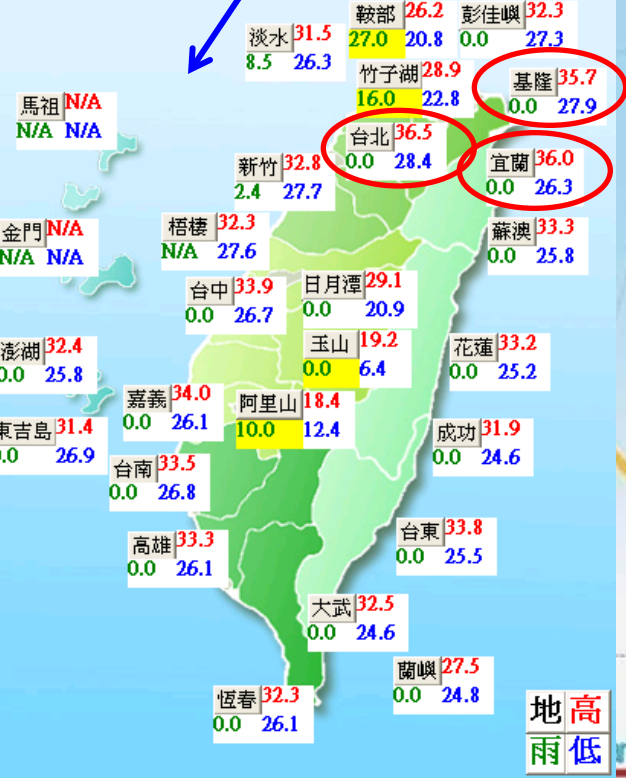 鞍部 26.2
27.0 20.8
彭佳嶼 32.3
0.0 27.3
淡水 31.5
8.5 26.3
竹子湖 28.9
16.0 22.8
基隆 35.7
0.0 27.9
馬祖 N/A
N/A N/A
台北 36.5
0.0 28.4
宜蘭 36.0
0.0 26.3
新竹 32.8
2.4 27.7
金門 N/A
N/A N/A
梧棲 32.3
N/A 27.6
蘇澳 33.3
0.0 25.8
台中 33.9
0.0 26.7
日月潭 29.1
0.0 20.9
澎湖 32.4
0.0 25.8
玉山 19.2
0.0 6.4
花蓮 33.2
0.0 25.2
嘉義 34.0
0.0 26.1
阿里山 18.4
10.0 12.4
東吉島 31.4
0.0 26.9
成功 31.9
0.0 24.6
台南 33.5
0.0 26.8
高雄 33.3
0.0 26.1
台東 33.8
0.0 25.5
大武 32.5
0.0 24.6
蘭嶼 27.5
0.0 24.8
恆春 32.3
0.0 26.1
地 高
雨 低